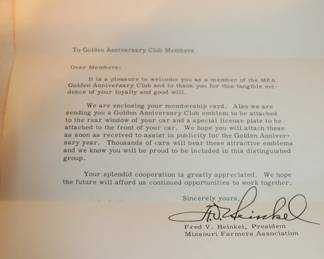 To Golden Anniversary Club Members
Dear Members:
It is a pleasure to welcome you as a member of the MFA
Golden Anniversary Club and to thank you for this tangible evi-
dence of your loyalty and good will.
We are enclosing your membership card. Also we are
sending you a Golden Anniversary Club emblem to be attached
to the rear window of your car and a special license plate to be
attached to the front of your car. We hope you will attach these
as soon as received to assist in publicity for the Golden Anniver-
sary year. Thousands of cars will bear these attractive emblems
and we know you will be proud to be included in this distinguished
group.
Your splendid cooperation is greatly appreciated. We hope
the future will afford us continued opportunities to work together.
Sincerely yours,
F. V. Heinkel
Fred V. Heinkel, President
Missouri Farmers Association